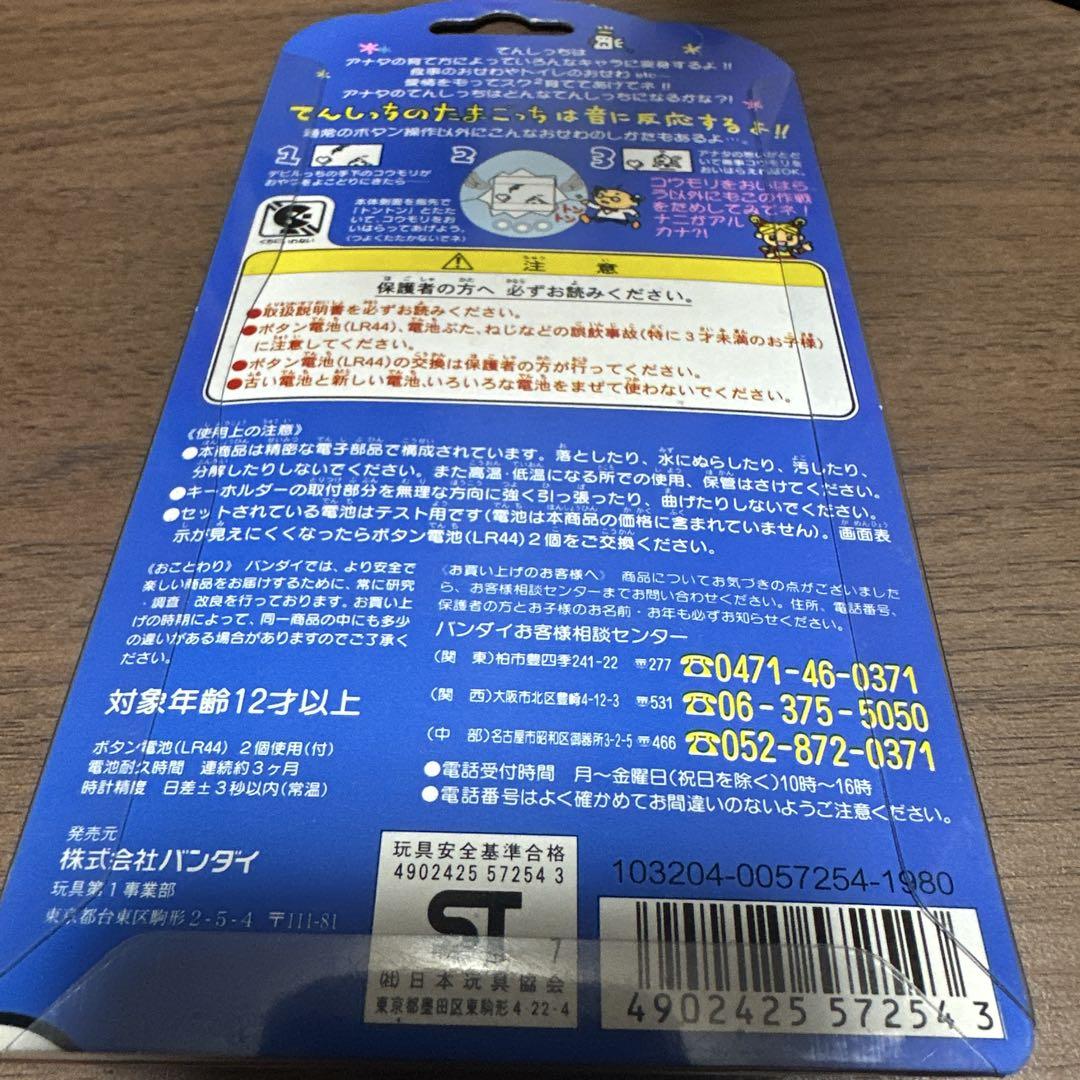 てんしっちは
アナタの育て方によっていろんなキャラに変身するよ!!
食事のおせわやトイレのおせわ etc—
愛情をもってスクスク育ててあげてネ!!
アナタのてんしっちはどんなてんしっちになるかな?!
てんしっちのたまごっちは音に反応するよ!!
通常のボタン操作以外にこんなおせわのしかたもあるよ…。
1
デビルっちの手下のコウモリが
おやつをよこどりにきたら——
2
トントン
3
アナタの思いがとど
いて無事コウモリを
おいはらえればOK。
くちにいれない
本体側面を指先で
「トントン」とたた
いて、コウモリをお
いはらってあげよう。
(つよくたたかないでネ)
コウモリをおいはら
う以外にもこの作戦
をためしてみてネ!
ナニがアル
カナ?!
注意
保護者の方へ 必ずお読みください。
●取扱説明書を必ずお読みください。
●ボタン電池(LR44)、電池ぶた、ねじなどの誤飲事故(特に3才未満のお子様)
に注意してください。
●ボタン電池(LR44)の交換は保護者の方が行ってください。
●古い電池と新しい電池、いろいろな電池をまぜて使わないでください。
《使用上の注意》
●本商品は精密な電子部品で構成されています。落としたり、水にぬらしたり、汚したり、
分解したりしないでください。また高温・低温になる所での使用、保管はさけてください。
●キーホルダーの取付部分を無理な方向に強く引っ張ったり、曲げたりしないでください。
●セットされている電池はテスト用です(電池は本商品の価格に含まれていません)。画面表
示が見えにくくなったらボタン電池(LR44)2個をご交換ください。
《おことわり》 バンダイでは、より安全で
楽しい商品をお届けするために、常に研究
・調査・改良を行っております。お買い上
げの時期によって、同一商品の中にも多少
の違いがある場合がありますのでご了承く
ださい。
《お買い上げのお客様へ》 商品についてお気づきの点がございました
ら、お客様相談センターまでお問い合わせください。住所、電話番号、
保護者の方とお子様のお名前・お年も必ずお知らせください。
バンダイお客様相談センター
(関 東)柏市豊四季241-22 〒277 ☎0471-46-0371
(関 西)大阪市北区豊崎4-12-3 〒531 ☎06-375-5050
(中 部)名古屋市昭和区御器所3-2-5 〒466 ☎052-872-0371
●電話受付時間 月〜金曜日(祝日を除く)10時〜16時
●電話番号はよく確かめてお間違いのないようご注意ください。
対象年齢12才以上
ボタン電池(LR44) 2個使用(付)
電池耐久時間 連続約3ヶ月
時計精度 日差±3秒以内(常温)
発売元
株式会社バンダイ
玩具第1事業部
東京都台東区駒形2-5-4 〒111-81
玩具安全基準合格
4902425 57254 3
ST
7
(社)日本玩具協会
東京都墨田区東駒形4-22-4
103204-0057254-1980
4902425 572543